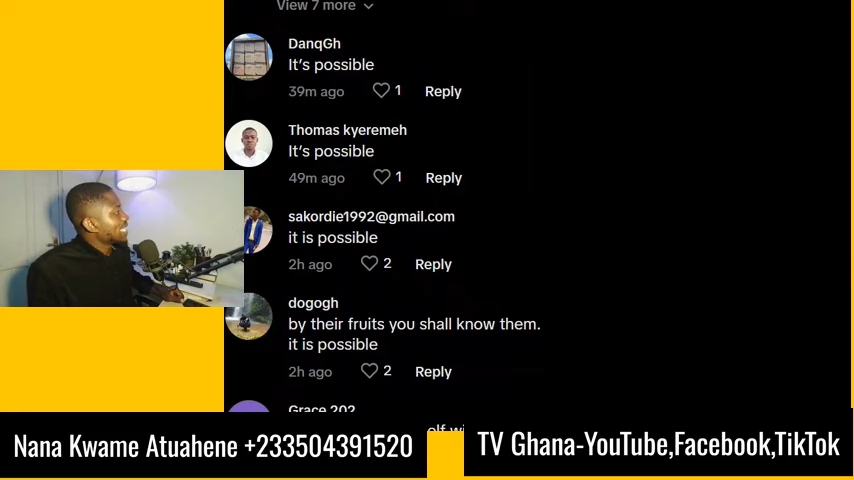 View 7 more
DanqGh
It's possible
39m ago 1 Reply
Thomas kyeremeh
It's possible
49m ago 1 Reply
sakordie1992@gmail.com
it is possible
2h ago 2 Reply
dogogh
by their fruits you shall know them.
it is possible
2h ago 2 Reply
Grace 202
Nana Kwame Atuahene +233504391520
TV Ghana-YouTube,Facebook,TikTok